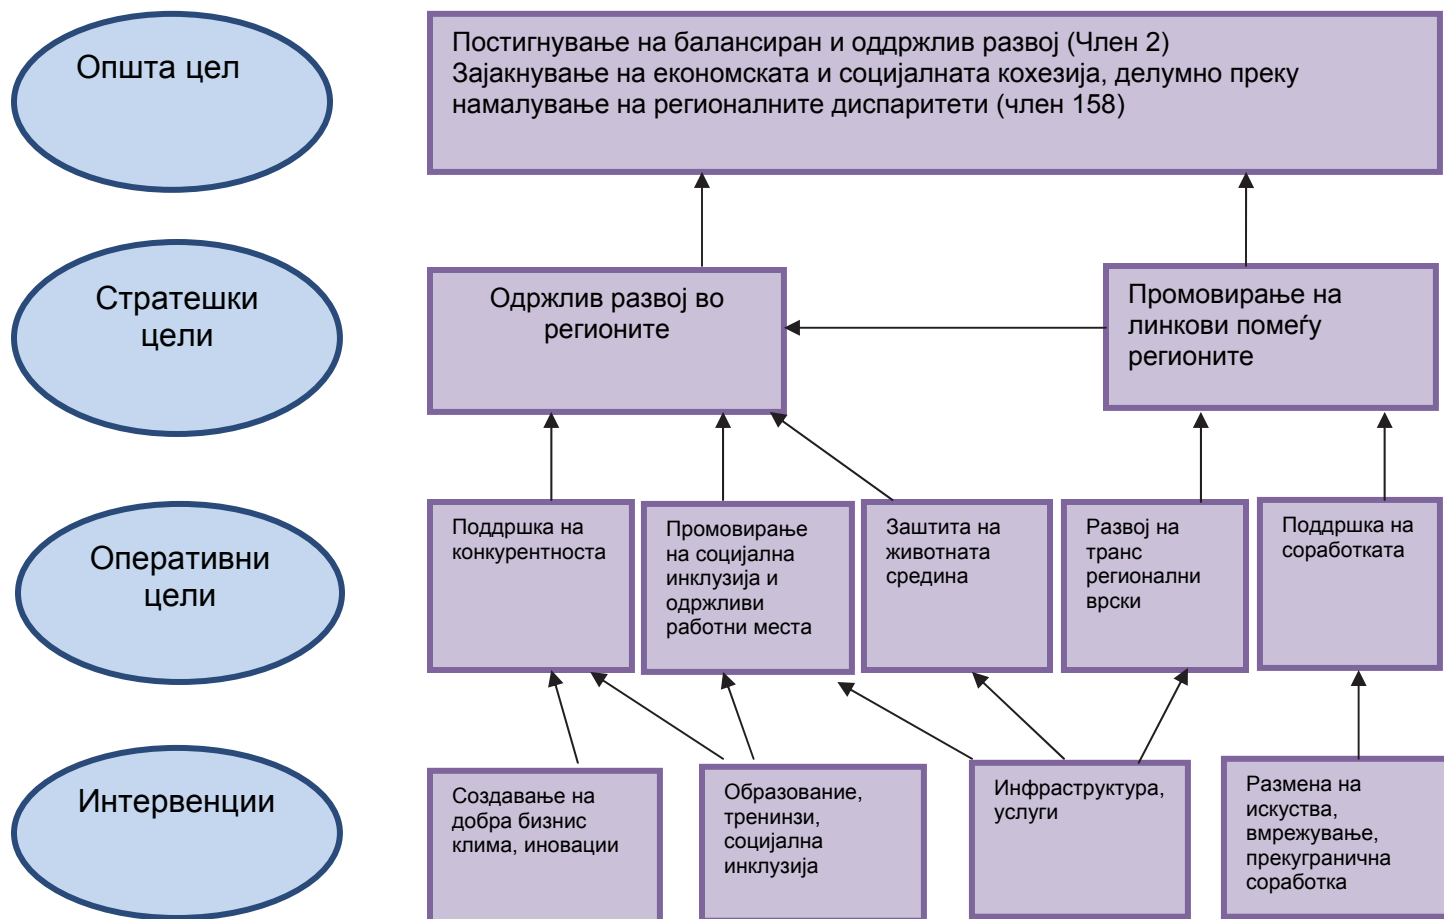 Општа цел
Постигнување на балансиран и оддржлив развој (Член 2)
Зајакнување на економската и социјалната кохезија, делумно преку
намалување на регионалните диспаритети (член 158)
Стратешки
цели
Одржлив развој во
регионите
Промовирање на
линкови помеѓу
регионите
Оперативни
цели
Поддршка на
конкурентноста
Промовирање
на социјална
инклузија и
одржливи
работни места
Заштита на
животната
средина
Развој на
транс
регионални
врски
Поддршка на
соработката
Интервенции
Создавање на
добра бизнис
клима, иновации
Образование,
тренинзи,
социјална
инклузија
Инфраструктура,
услуги
Размена на
искуства,
вмрежување,
прекугранична
соработка